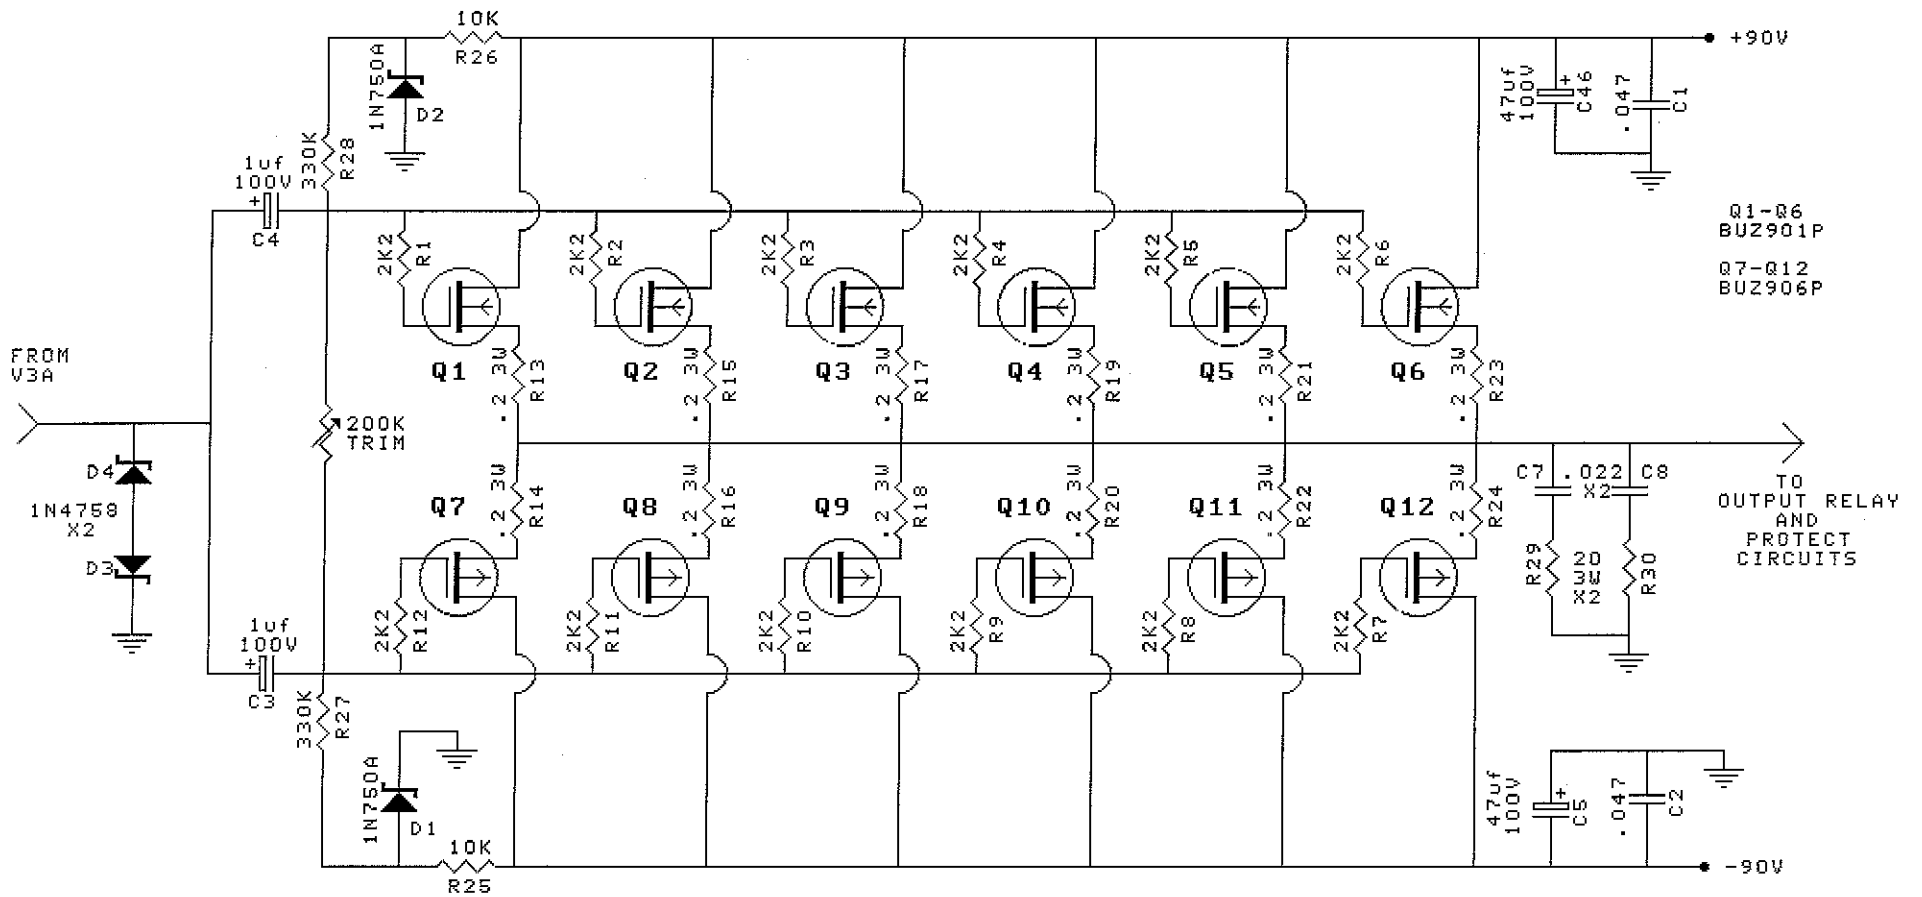 10K
R26
1N750A
D2
+90V
47uf
100V
+
C46
.047
C1
330K
R28
1uf
100V
+
C4
2K2
R1
2K2
R2
2K2
R3
2K2
R4
2K2
R5
2K2
R6
Q1-Q6
BUZ901P
Q7-Q12
BUZ906P
FROM
V3A
Q1
.2 3W
R13
Q2
.2 3W
R15
Q3
.2 3W
R17
Q4
.2 3W
R19
Q5
.2 3W
R21
Q6
.2 3W
R23
200K
TRIM
D4
1N4758
X2
D3
Q7
.2 3W
R14
Q8
.2 3W
R16
Q9
.2 3W
R18
Q10
.2 3W
R20
Q11
.2 3W
R22
Q12
.2 3W
R24
C7
.022
X2
C8
TO
OUTPUT RELAY
AND
PROTECT
CIRCUITS
R29
20
3W
X2
R30
1uf
100V
+
C3
2K2
R12
2K2
R11
2K2
R10
2K2
R9
2K2
R8
2K2
R7
330K
R27
1N750A
D1
10K
R25
47uf
100V
+
C5
.047
C2
-90V